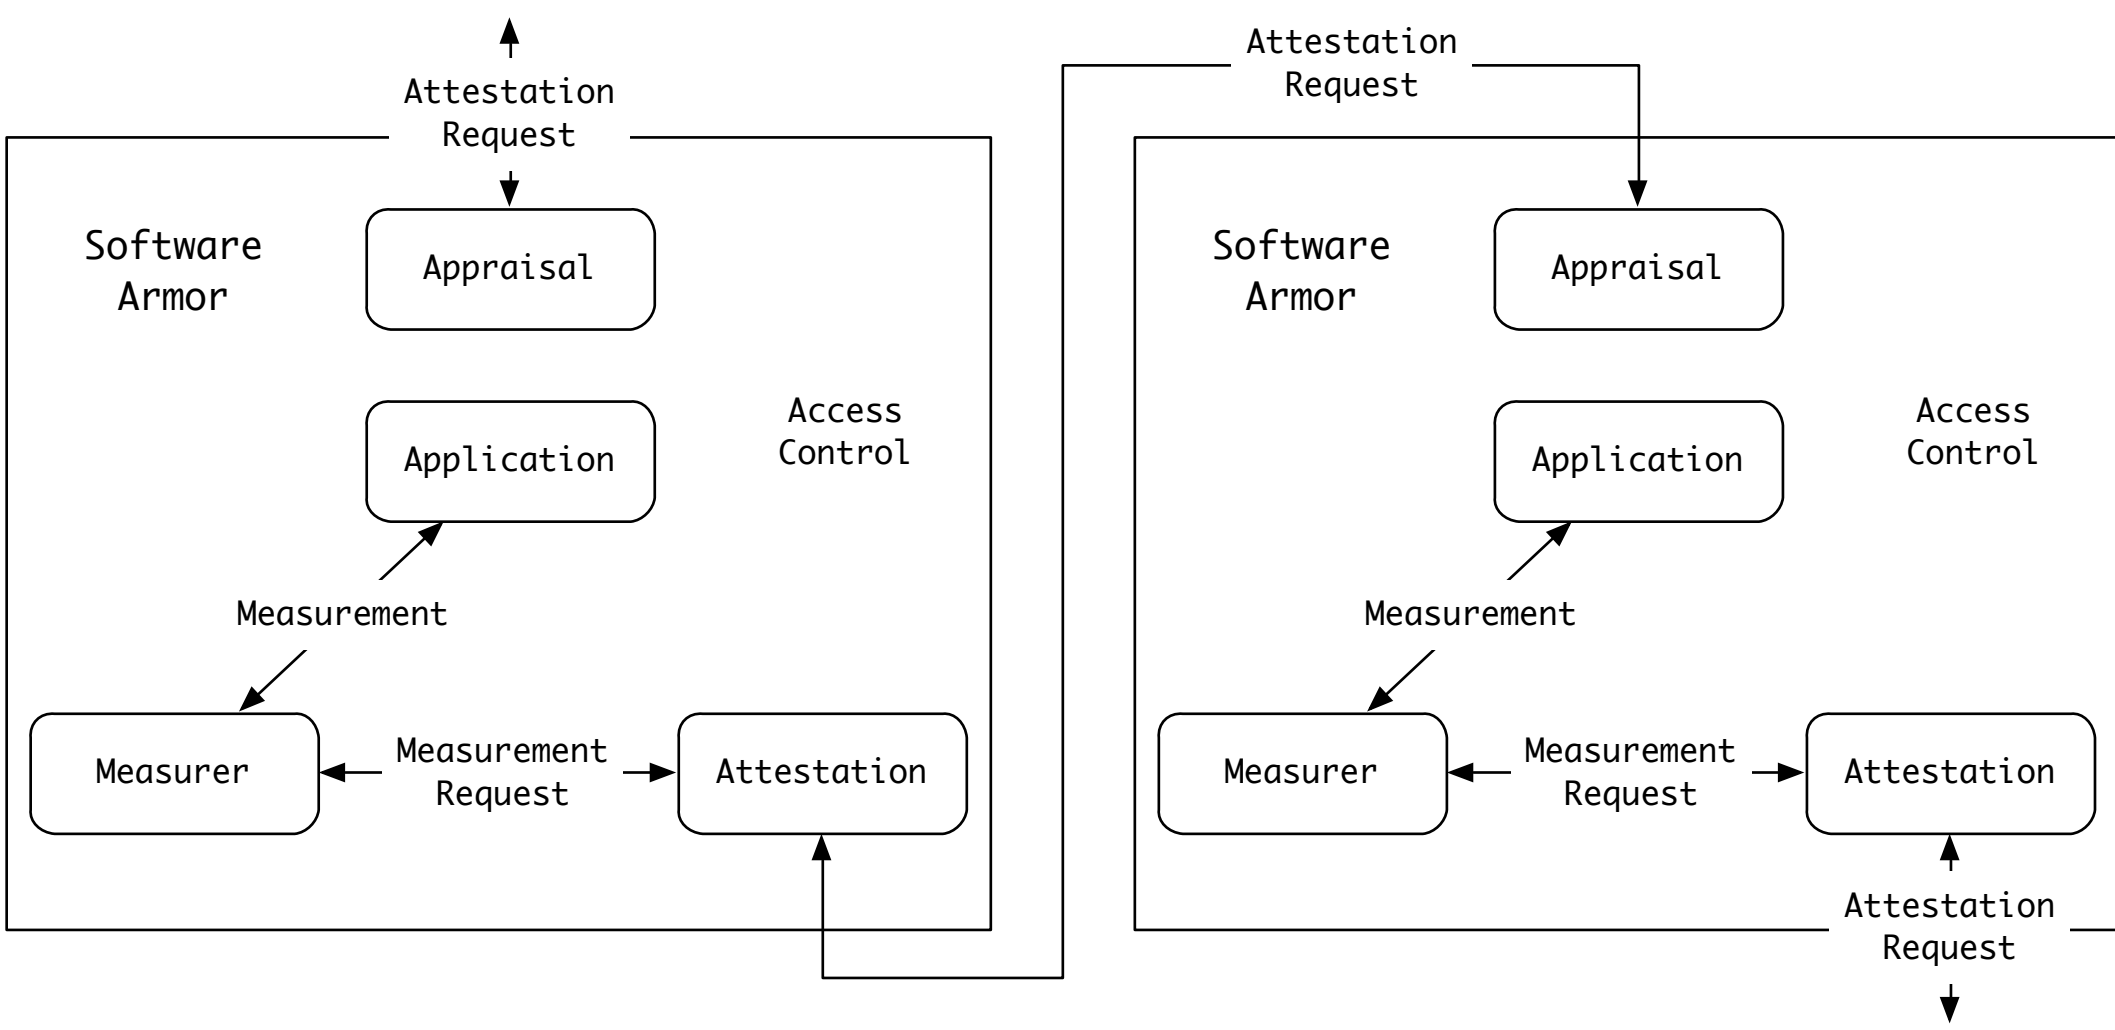 Attestation
Request
Software
Armor
Appraisal
Application
Access
Control
Measurement
Measurer
Measurement
Request
Attestation
Attestation
Request
Software
Armor
Appraisal
Application
Access
Control
Measurement
Measurer
Measurement
Request
Attestation
Attestation
Request